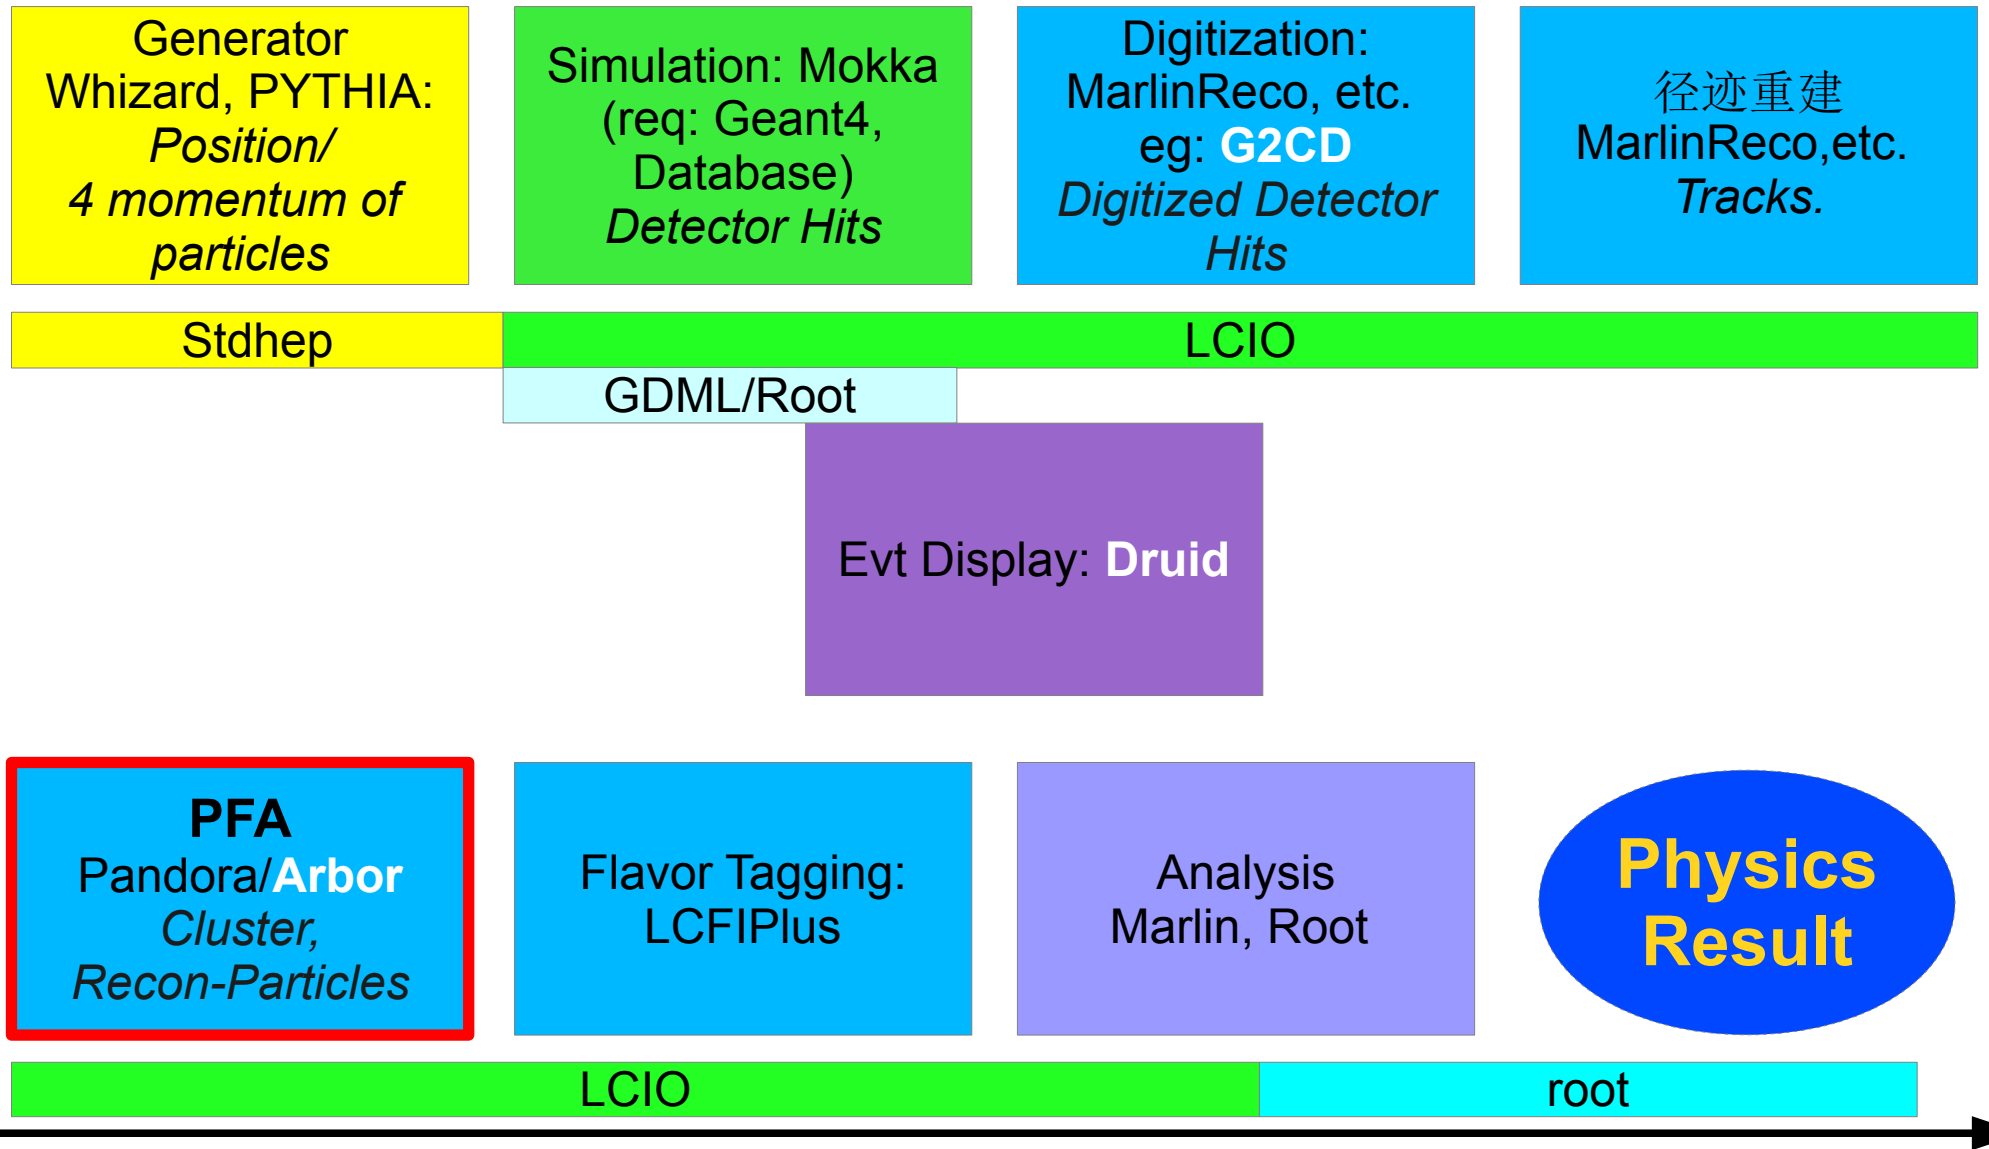 Generator
Whizard, PYTHIA:
Position/
4 momentum of
particles
Simulation: Mokka
(req: Geant4,
Database)
Detector Hits
Digitization:
MarlinReco, etc.
eg: G2CD
Digitized Detector
Hits
径迹重建
MarlinReco,etc.
Tracks.
Stdhep
LCIO
GDML/Root
Evt Display: Druid
PFA
Pandora/Arbor
Cluster,
Recon-Particles
Flavor Tagging:
LCFIPlus
Analysis
Marlin, Root
Physics
Result
LCIO
root